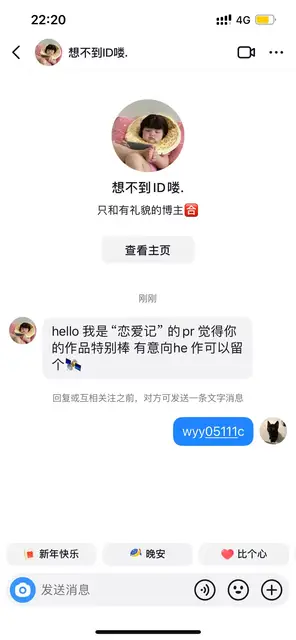 22:20
4G
想不到ID喽.
想不到ID喽.
只和有礼貌的博主🈴
查看主页
刚刚
hello 我是 “恋爱记” 的pr 觉得你
的作品特别棒 有意向he 作可以留
个🛰️
回复或互相关注之前，对方可发送一条文字消息
wyy05111c
新年快乐
晚安
比个心
比
发送消息